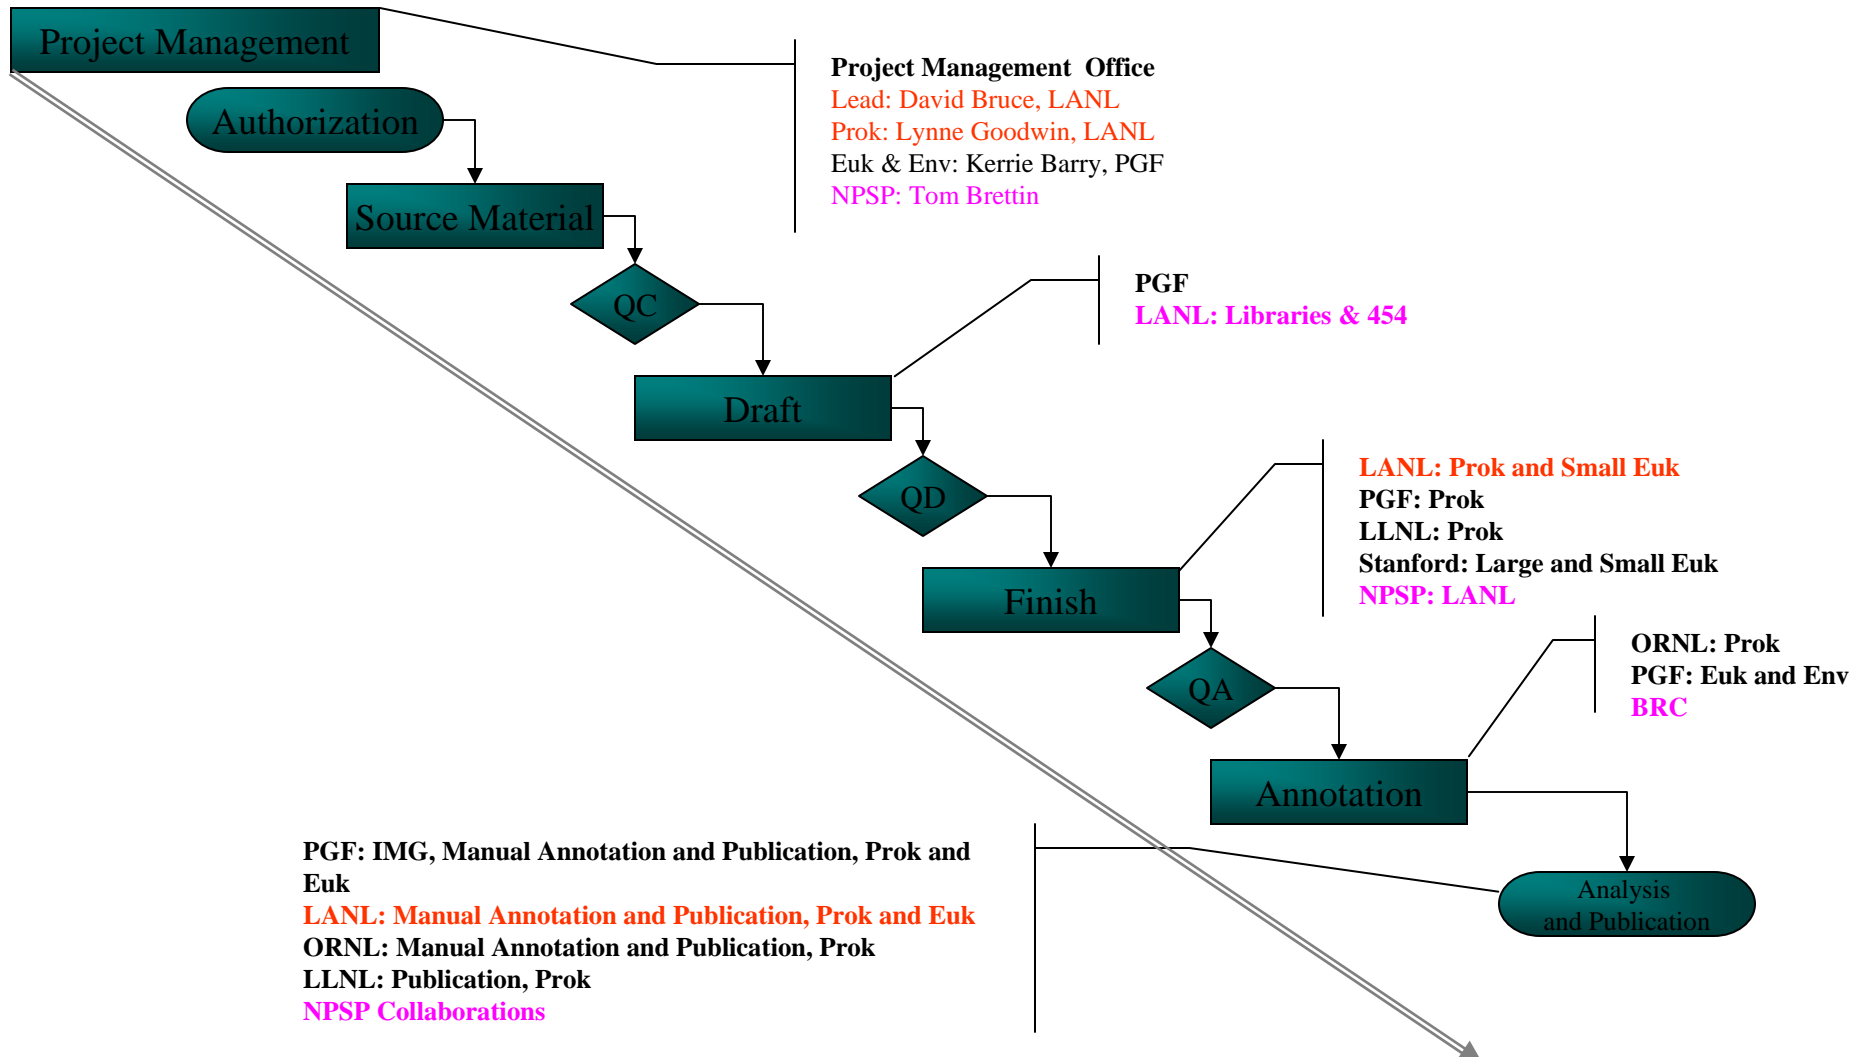 Project Management
Project Management Office
Lead: David Bruce, LANL
Prok: Lynne Goodwin, LANL
Euk & Env: Kerrie Barry, PGF
NPSP: Tom Brettin
Authorization
Source Material
QC
PGF
LANL: Libraries & 454
Draft
QD
LANL: Prok and Small Euk
PGF: Prok
LLNL: Prok
Stanford: Large and Small Euk
NPSP: LANL
Finish
QA
ORNL: Prok
PGF: Euk and Env
BRC
Annotation
PGF: IMG, Manual Annotation and Publication, Prok and
Euk
LANL: Manual Annotation and Publication, Prok and Euk
ORNL: Manual Annotation and Publication, Prok
LLNL: Publication, Prok
NPSP Collaborations
Analysis
and Publication